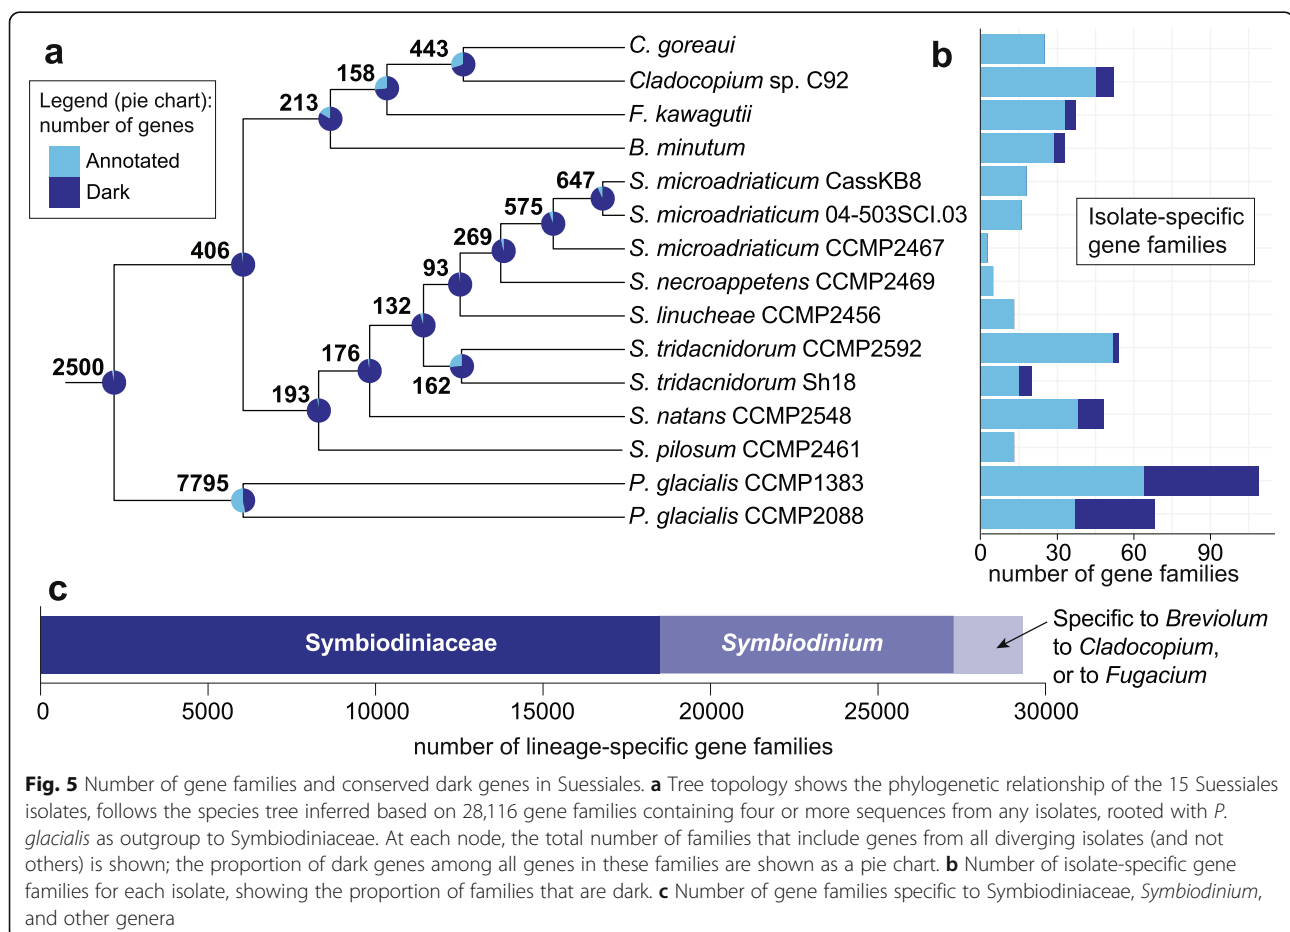 a
Legend (pie chart):
number of genes
Annotated
Dark
2500
406
213
158
443
193
176
132
93
269
575
647
162
7795
C. goreaui
Cladocopium sp. C92
F. kawagutii
B. minutum
S. microadriaticum CassKB8
S. microadriaticum 04-503SCI.03
S. microadriaticum CCMP2467
S. necroappetens CCMP2469
S. linucheae CCMP2456
S. tridacnidorum CCMP2592
S. tridacnidorum Sh18
S. natans CCMP2548
S. pilosum CCMP2461
P. glacialis CCMP1383
P. glacialis CCMP2088
b
Isolate-specific
gene families
0 30 60 90
number of gene families
c
Symbiodiniaceae Symbiodinium
Specific to Breviolum
to Cladocopium,
or to Fugacium
0 5000 10000 15000 20000 25000 30000
number of lineage-specific gene families
Fig. 5 Number of gene families and conserved dark genes in Suessiales. a Tree topology shows the phylogenetic relationship of the 15 Suessiales
isolates, follows the species tree inferred based on 28,116 gene families containing four or more sequences from any isolates, rooted with P.
glacialis as outgroup to Symbiodiniaceae. At each node, the total number of families that include genes from all diverging isolates (and not
others) is shown; the proportion of dark genes among all genes in these families are shown as a pie chart. b Number of isolate-specific gene
families for each isolate, showing the proportion of families that are dark. c Number of gene families specific to Symbiodiniaceae, Symbiodinium,
and other genera